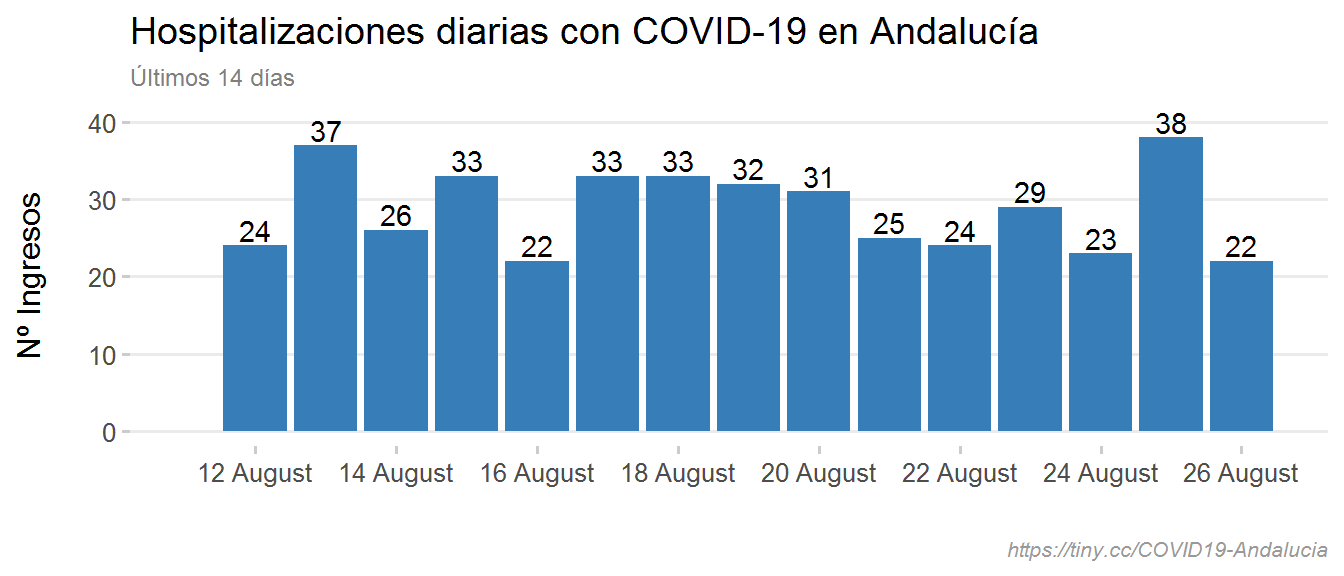 Hospitalizaciones diarias con COVID-19 en Andalucía
Últimos 14 días
Nº Ingresos
40
30
20
10
0
24
37
26
33
22
33
33
32
31
25
24
29
23
38
22
12 August
14 August
16 August
18 August
20 August
22 August
24 August
26 August
https://tiny.cc/COVID19-Andalucia